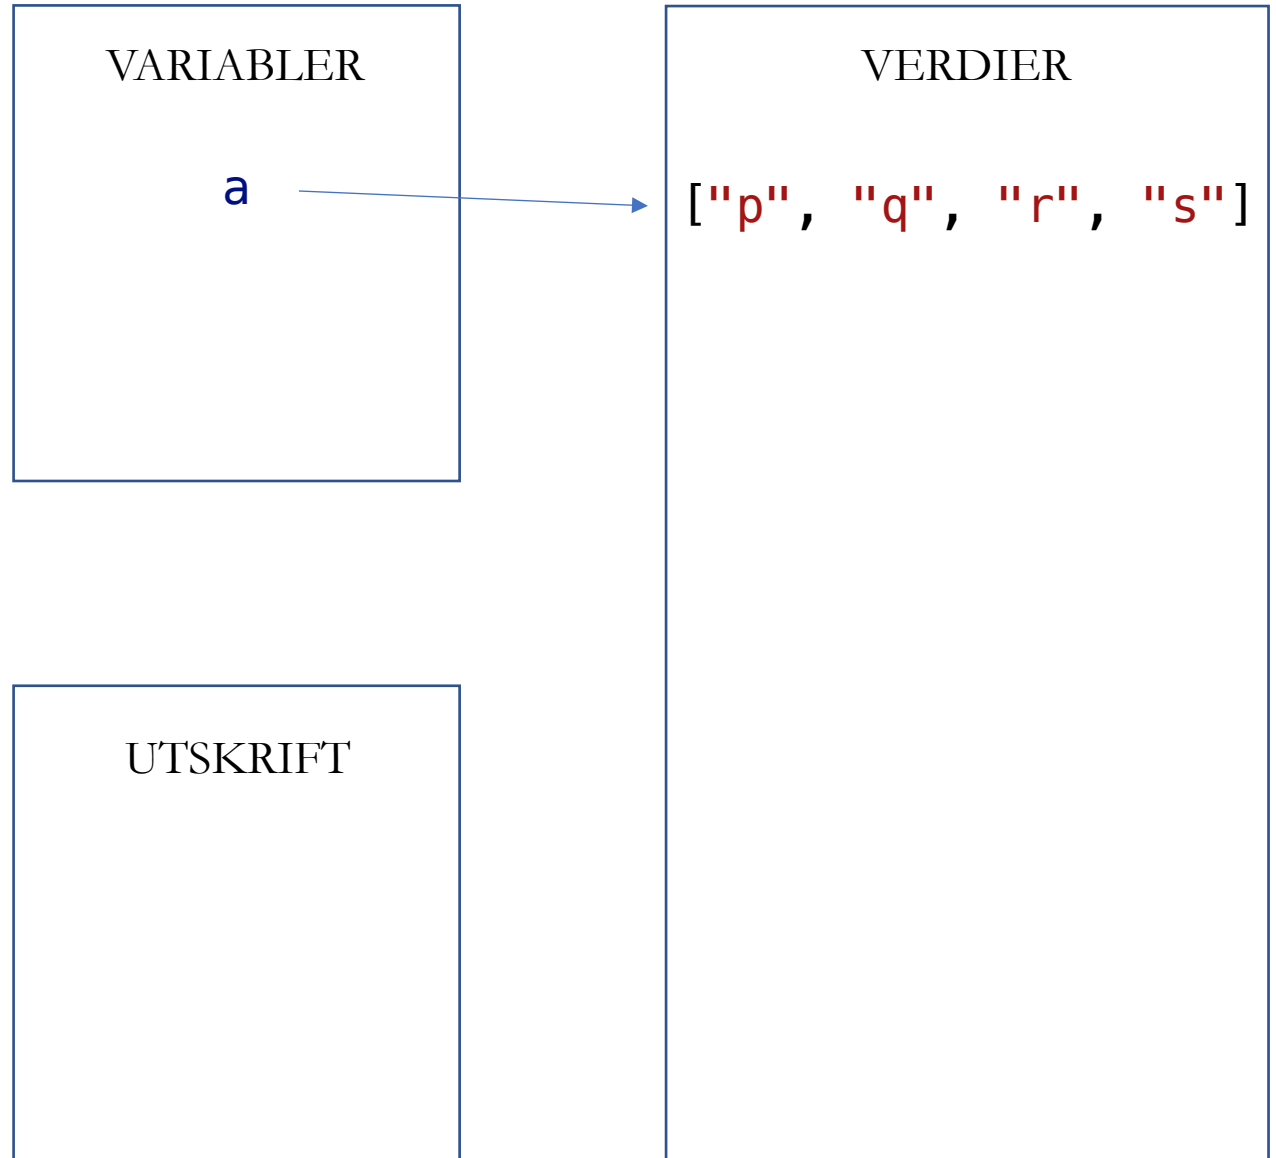 VARIABLER
a
VERDIER
["p", "q", "r", "s"]
UTSKRIFT